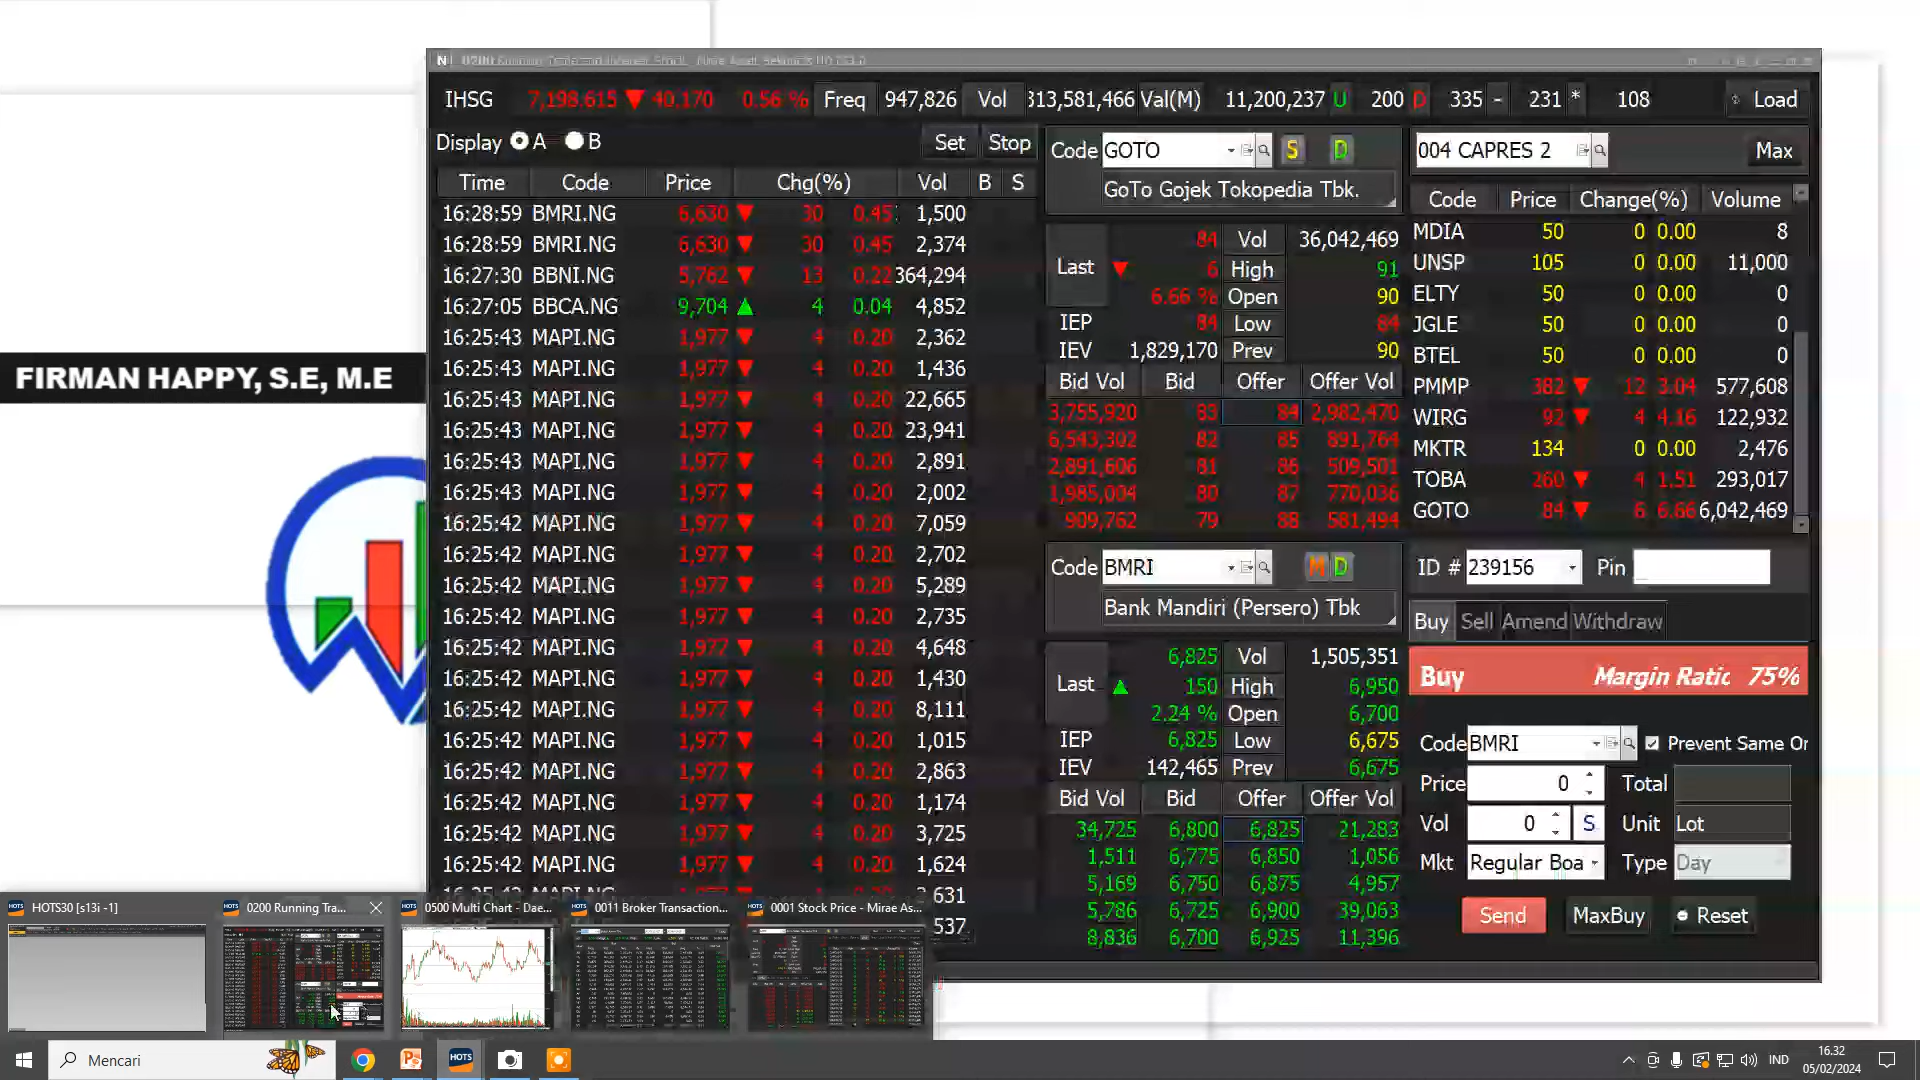 IHSG 7,198.615 ▼ 40.170 0.56 % Freq 947,826 Vol 313,581,466 Val(M) 11,200,237 U 200 D 335 - 231 * 108 Load
Display A B Set Stop
Time Code Price Chg(%) Vol B S
16:28:59 BMRI.NG 6,630 ▼ 30 0.45 1,500
16:28:59 BMRI.NG 6,630 ▼ 30 0.45 2,374
16:27:30 BBNI.NG 5,762 ▼ 13 0.22 364,294
16:27:05 BBCA.NG 9,704 ▲ 4 0.04 4,852
16:25:43 MAPI.NG 1,977 ▼ 4 0.20 2,362
16:25:43 MAPI.NG 1,977 ▼ 4 0.20 1,436
16:25:43 MAPI.NG 1,977 ▼ 4 0.20 22,665
16:25:43 MAPI.NG 1,977 ▼ 4 0.20 23,941
16:25:43 MAPI.NG 1,977 ▼ 4 0.20 2,891
16:25:43 MAPI.NG 1,977 ▼ 4 0.20 2,002
16:25:42 MAPI.NG 1,977 ▼ 4 0.20 7,059
16:25:42 MAPI.NG 1,977 ▼ 4 0.20 2,702
16:25:42 MAPI.NG 1,977 ▼ 4 0.20 5,289
16:25:42 MAPI.NG 1,977 ▼ 4 0.20 2,735
16:25:42 MAPI.NG 1,977 ▼ 4 0.20 4,648
16:25:42 MAPI.NG 1,977 ▼ 4 0.20 1,430
16:25:42 MAPI.NG 1,977 ▼ 4 0.20 8,111
16:25:42 MAPI.NG 1,977 ▼ 4 0.20 1,015
16:25:42 MAPI.NG 1,977 ▼ 4 0.20 2,863
16:25:42 MAPI.NG 1,977 ▼ 4 0.20 1,174
16:25:42 MAPI.NG 1,977 ▼ 4 0.20 3,725
16:25:42 MAPI.NG 1,977 ▼ 4 0.20 1,624
631
537
FIRMAN HAPPY, S.E, M.E
Code GOTO S D
GoTo Gojek Tokopedia Tbk.
Last ▼ 84 Vol 36,042,469
6 High 91
6.66 % Open 90
IEP 84 Low 84
IEV 1,829,170 Prev 90
Bid Vol Bid Offer Offer Vol
3,755,920 83 84 2,982,470
6,543,302 82 85 891,764
2,891,606 81 86 509,501
1,985,004 80 87 770,036
909,762 79 88 581,494
Code BMRI M D
Bank Mandiri (Persero) Tbk
Last ▲ 6,825 Vol 1,505,351
150 High 6,950
2.24 % Open 6,700
IEP 6,825 Low 6,675
IEV 142,465 Prev 6,675
Bid Vol Bid Offer Offer Vol
34,725 6,800 6,825 21,283
1,511 6,775 6,850 1,056
5,169 6,750 6,875 4,957
5,786 6,725 6,900 39,063
8,836 6,700 6,925 11,396
004 CAPRES 2 Max
Code Price Change(%) Volume
MDIA 50 0 0.00 8
UNSP 105 0 0.00 11,000
ELTY 50 0 0.00 0
JGLE 50 0 0.00 0
BTEL 50 0 0.00 0
PMMP 382 ▼ 12 3.04 577,608
WIRG 92 ▼ 4 4.16 122,932
MKTR 134 0 0.00 2,476
TOBA 260 ▼ 4 1.51 293,017
GOTO 84 ▼ 6 6.66 6,042,469
ID # 239156 Pin
Buy Sell Amend Withdraw
Buy Margin Ratio 75%
Code BMRI Prevent Same Or
Price 0 Total
Vol 0 S Unit Lot
Mkt Regular Boa Type Day
Send MaxBuy Reset
HOTS30 [s13i -1] 0200 Running Tra... 0500 Multi Chart - Dae... 0011 Broker Transaction... 0001 Stock Price - Mirae As...
Mencari HOTS IND 16.32
05/02/2024